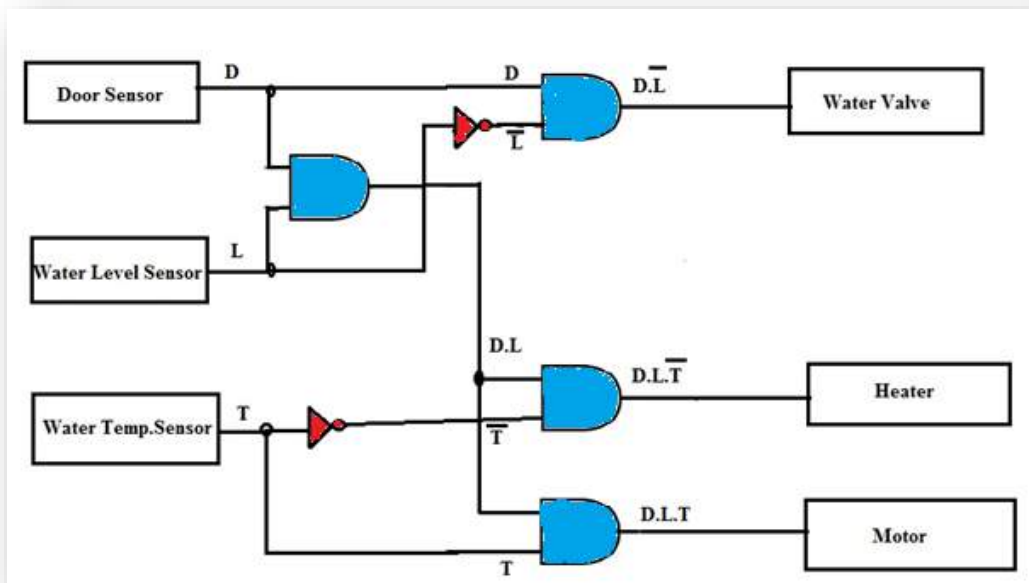 D
D
D.L̅
Door Sensor
Water Valve
L̅
L
Water Level Sensor
D.L
D.L.T̅
Heater
T
Water Temp.Sensor
T̅
D.L.T
Motor
T